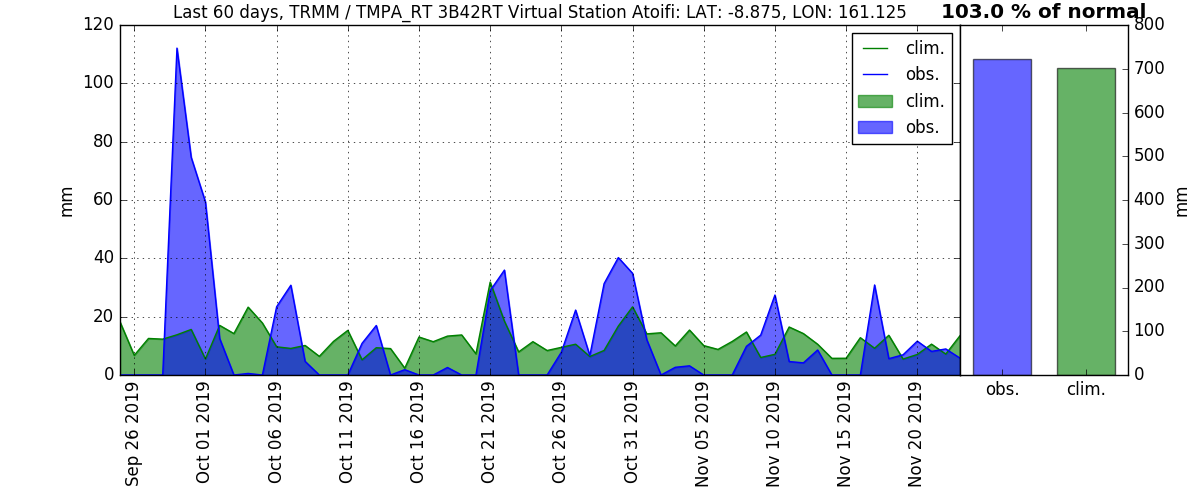 Last 60 days, TRMM / TMPA_RT 3B42RT Virtual Station Atoifi: LAT: -8.875, LON: 161.125
103.0 % of normal
120
100
80
60
40
20
0
mm
clim.
obs.
clim.
obs.
Sep 26 2019
Oct 01 2019
Oct 06 2019
Oct 11 2019
Oct 16 2019
Oct 21 2019
Oct 26 2019
Oct 31 2019
Nov 05 2019
Nov 10 2019
Nov 15 2019
Nov 20 2019
800
700
600
500
400
300
200
100
0
mm
obs.
clim.